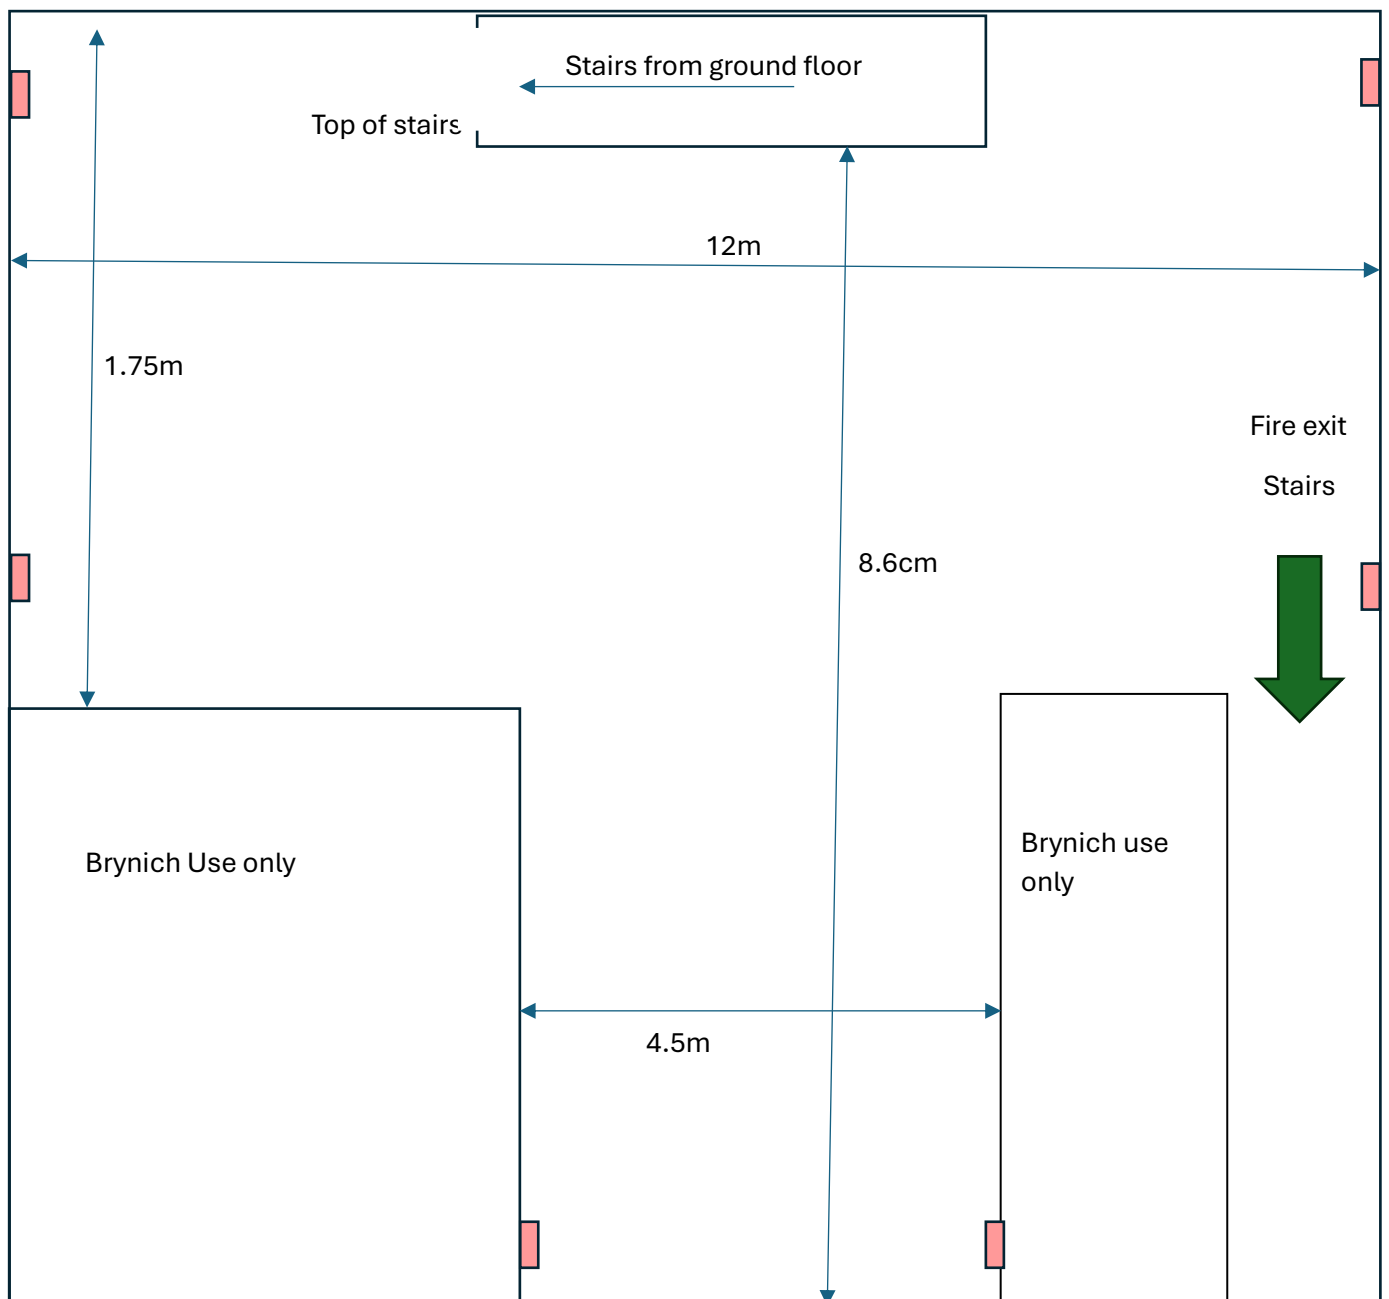 Stairs from ground floor
Top of stairs
12m
1.75m
Fire exit
Stairs
8.6cm
Brynich use
only
Brynich Use only
4.5m